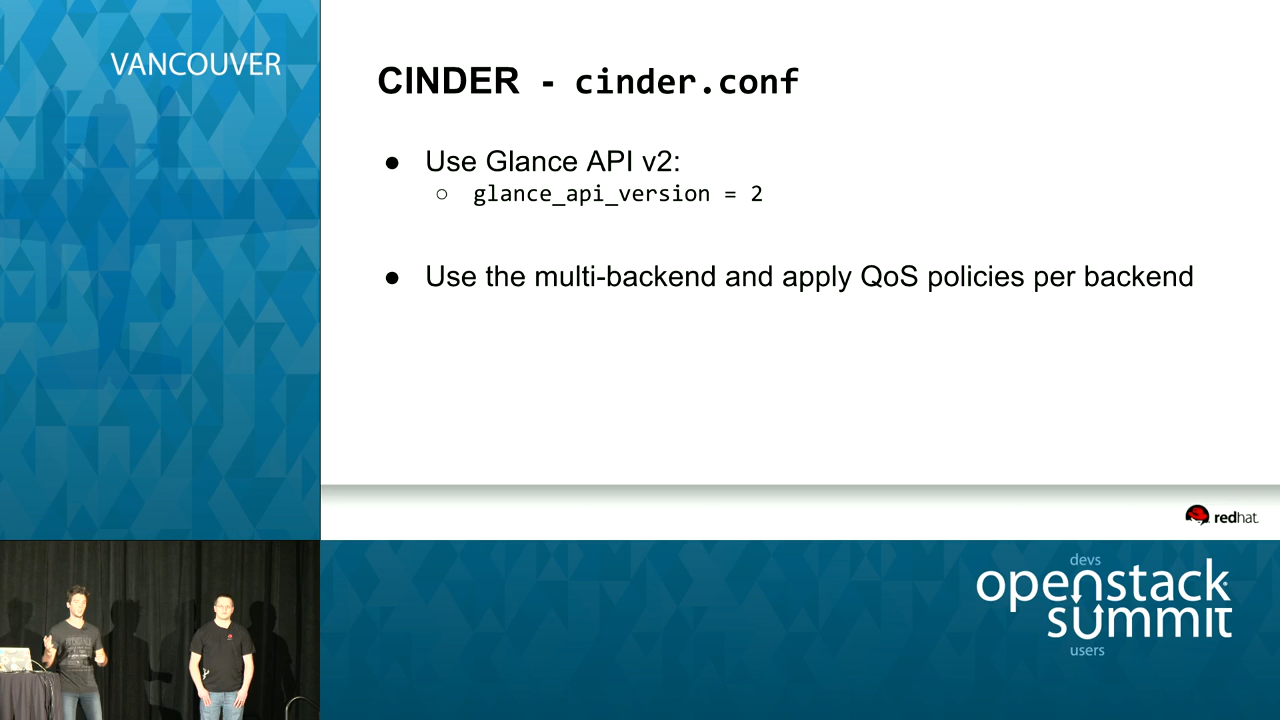 VANCOUVER
CINDER - cinder.conf
● Use Glance API v2:
○ glance_api_version = 2
● Use the multi-backend and apply QoS policies per backend
redhat.
devs
openstack
summit
users